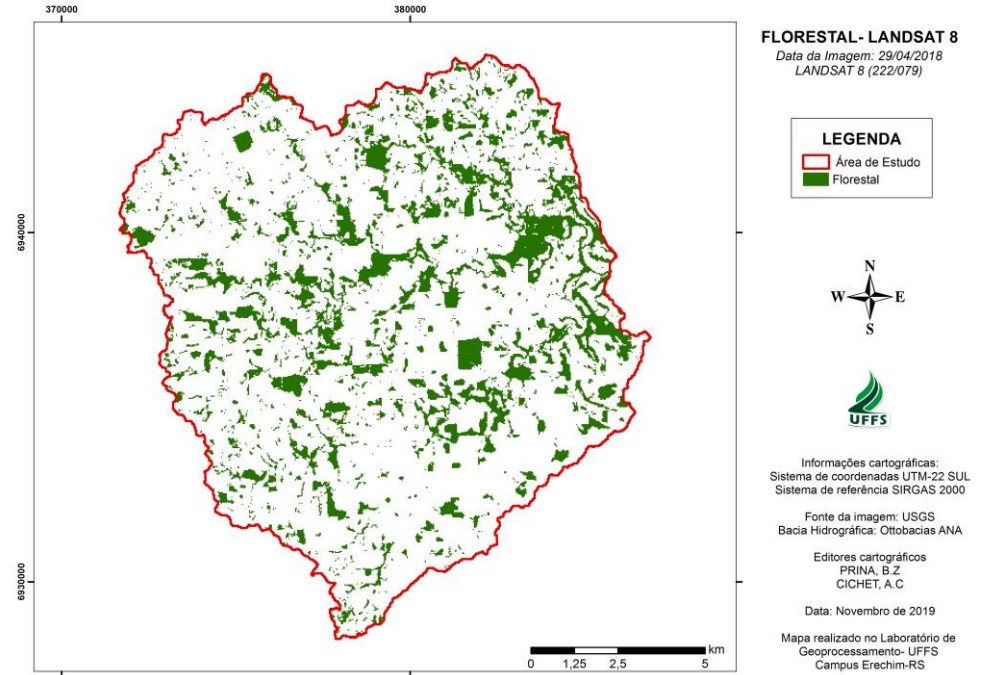 370000
380000
6940000
6930000
0
1,25
2,5
5
km
FLORESTAL- LANDSAT 8
Data da Imagem: 29/04/2018
LANDSAT 8 (222/079)
LEGENDA
Área de Estudo
Florestal
N
W
E
S
UFFS
Informações cartográficas:
Sistema de coordenadas UTM-22 SUL
Sistema de referência SIRGAS 2000
Fonte da imagem: USGS
Bacia Hidrográfica: Ottobacias ANA
Editores cartográficos
PRINA, B.Z
CICHET, A.C
Data: Novembro de 2019
Mapa realizado no Laboratório de
Geoprocessamento- UFFS
Campus Erechim-RS